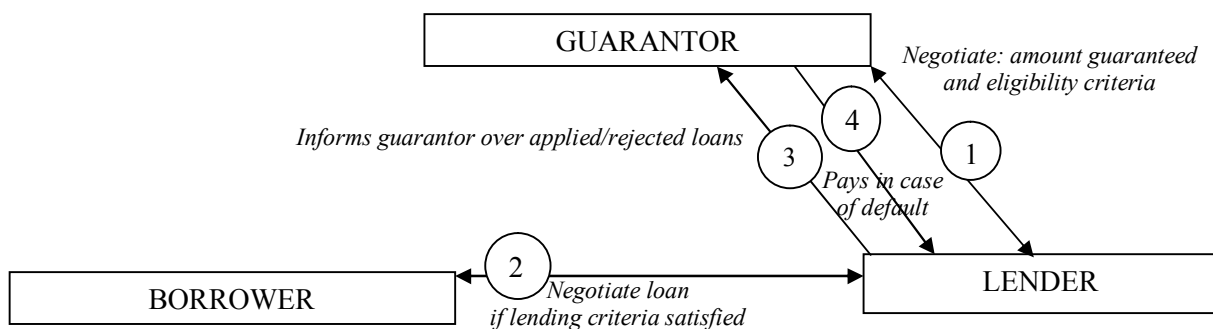 GUARANTOR
Negotiate: amount guaranteed
and eligibility criteria
Informs guarantor over applied/rejected loans
4
1
3
Pays in case
of default
2
BORROWER
Negotiate loan
if lending criteria satisfied
LENDER